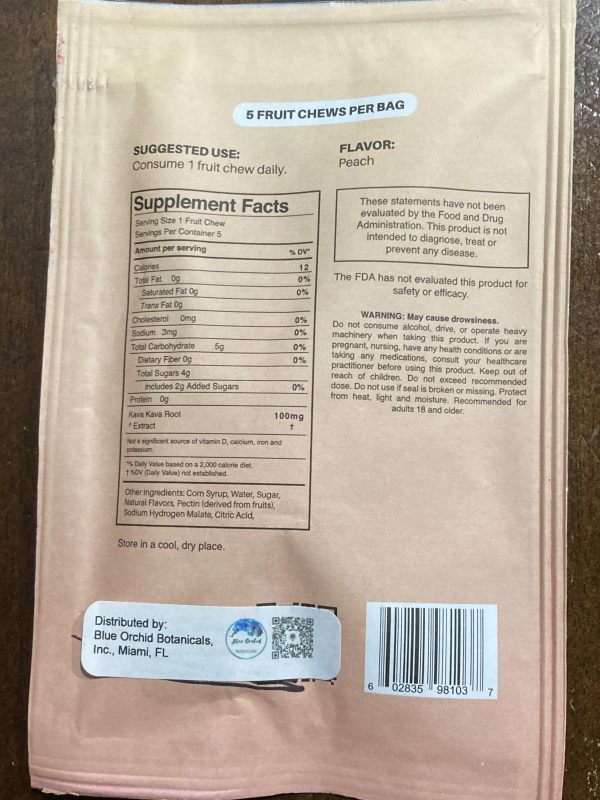 5 FRUIT CHEWS PER BAG
SUGGESTED USE:
Consume 1 fruit chew daily.
FLAVOR:
Peach
Supplement Facts
Serving Size 1 Fruit Chew
Servings Per Container 5
Amount per serving % DV*
Calories 12
Total Fat 0g 0%
Saturated Fat 0g 0%
Trans Fat 0g
Cholesterol 0mg 0%
Sodium 3mg 0%
Total Carbohydrate 5g 0%
Dietary Fiber 0g 0%
Total Sugars 4g
Includes 2g Added Sugars 0%
Protein 0g
Kava Kava Root 100mg
^ Extract †
Not a significant source of vitamin D, calcium, iron and
potassium.
*% Daily Value based on a 2,000 calorie diet.
† %DV (Daily Value) not established.
Other Ingredients: Corn Syrup, Water, Sugar,
Natural Flavors, Pectin (derived from fruits),
Sodium Hydrogen Malate, Citric Acid,
Store in a cool, dry place.
These statements have not been
evaluated by the Food and Drug
Administration. This product is not
intended to diagnose, treat or
prevent any disease.
The FDA has not evaluated this product for
safety or efficacy.
WARNING: May cause drowsiness.
Do not consume alcohol, drive, or operate heavy
machinery when taking this product. If you are
pregnant, nursing, have any health conditions or are
taking any medications, consult your healthcare
practitioner before using this product. Keep out of
reach of children. Do not exceed recommended
dose. Do not use if seal is broken or missing. Protect
from heat, light and moisture. Recommended for
adults 18 and older.
Distributed by:
Blue Orchid Botanicals,
Inc., Miami, FL
Blue Orchid
Botanicals
6 02835 98103 7